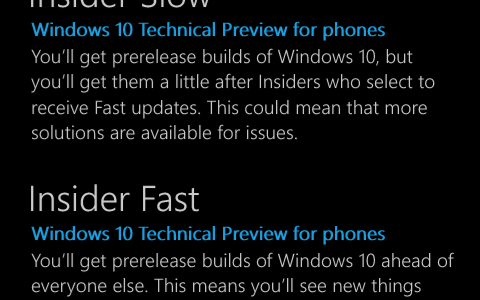 Insider Slow
Windows 10 Technical Preview for phones
You'll get prerelease builds of Windows 10, but
you'll get them a little after Insiders who select to
receive Fast updates. This could mean that more
solutions are available for issues.
Insider Fast
Windows 10 Technical Preview for phones
You'll get prerelease builds of Windows 10 ahead of
everyone else. This means you'll see new things